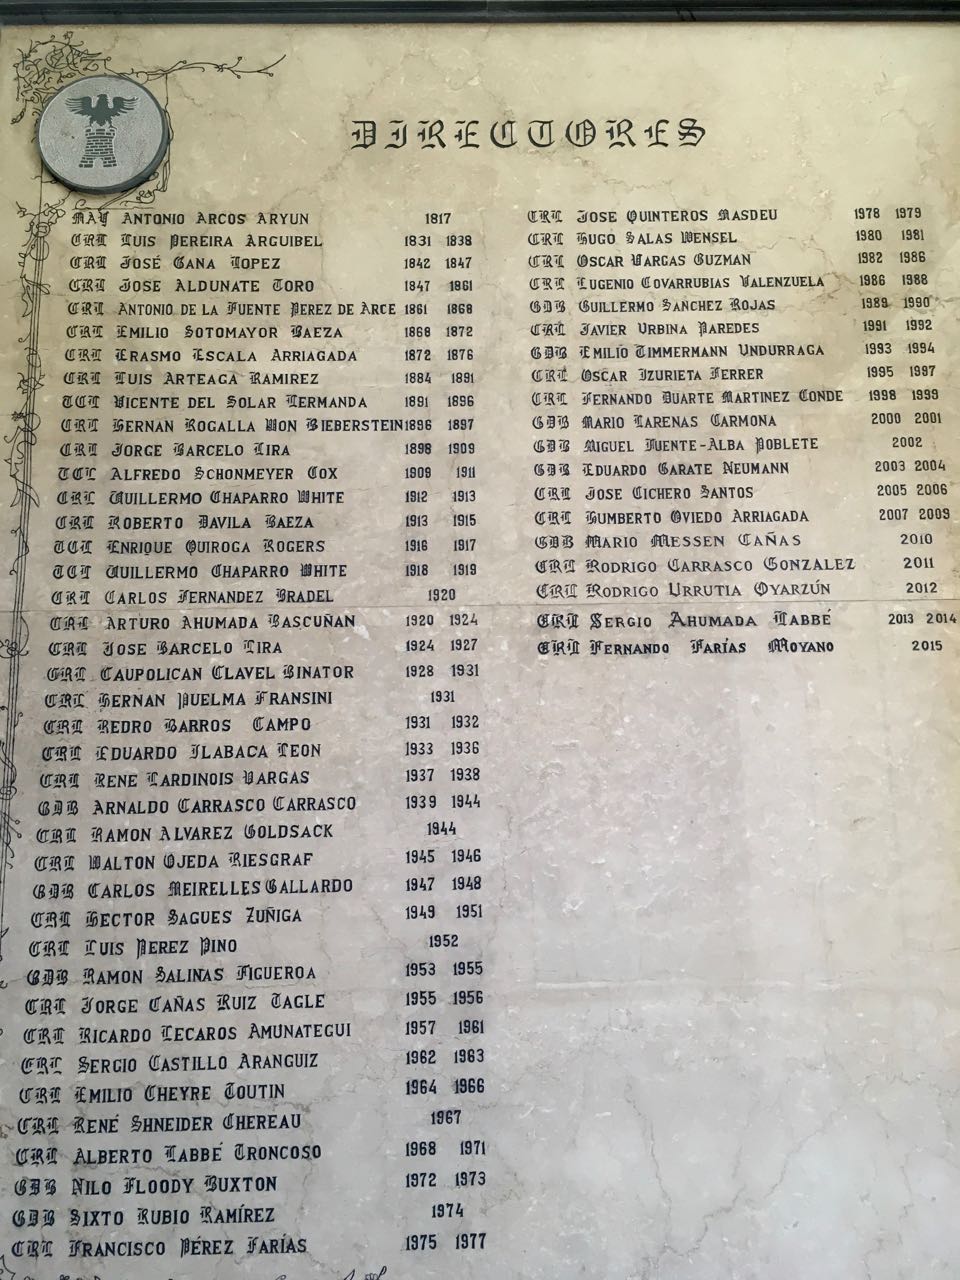 DIRECTORES
MAY ANTONIO ARCOS ARYUN 1817
CRL LUIS PEREIRA ARGUIBEL 1831 1838
CRL JOSÉ GANA LOPEZ 1842 1847
CRL JOSE ALDUNATE TORO 1847 1861
CRL ANTONIO DE LA FUENTE PEREZ DE ARCE 1861 1868
CRL EMILIO SOTOMAYOR BAEZA 1868 1872
CRL ERASMO ESCALA ARRIAGADA 1872 1876
CRL LUIS ARTEAGA RAMIREZ 1884 1891
TCL VICENTE DEL SOLAR LERMANDA 1891 1896
CRL HERNAN ROGALLA WON BIEBERSTEIN 1896 1897
CRL JORGE BARCELO LIRA 1898 1909
TCL ALFREDO SCHONMEYER COX 1909 1911
CRL GUILLERMO CHAPARRO WHITE 1912 1913
CRL ROBERTO DAVILA BAEZA 1913 1915
TCL ENRIQUE QUIROGA ROGERS 1916 1917
TCL GUILLERMO CHAPARRO WHITE 1918 1919
CRL CARLOS FERNANDEZ BRADEL 1920
CRL ARTURO AHUMADA BASCUÑAN 1920 1924
CRL JOSE BARCELO LIRA 1924 1927
GRL CAUPOLICAN CLAVEL BINATOR 1928 1931
CRL HERNAN PUELMA FRANSINI 1931
CRL REDRO BARROS CAMPO 1931 1932
CRL EDUARDO ILABACA LEON 1933 1936
CRL RENE LARDINOIS VARGAS 1937 1938
GDB ARNALDO CARRASCO CARRASCO 1939 1944
CRL RAMON ALVAREZ GOLDSACK 1944
CRL WALTON OJEDA RIESGRAF 1945 1946
GDB CARLOS MEIRELLES GALLARDO 1947 1948
CRL HECTOR SAGUES ZUÑIGA 1949 1951
CRL LUIS PEREZ PINO 1952
GDB RAMON SALINAS FIGUEROA 1953 1955
CRL JORGE CAÑAS RUIZ TAGLE 1955 1956
CRL RICARDO LECAROS AMUNATEGUI 1957 1961
CRL SERGIO CASTILLO ARANGUIZ 1962 1963
CRL EMILIO CHEYRE TOUTIN 1964 1966
CRL RENÉ SHNEIDER CHEREAU 1967
CRL ALBERTO LABBÉ TRONCOSO 1968 1971
GDB NILO FLOODY BUXTON 1972 1973
GDB SIXTO RUBIO RAMÍREZ 1974
CRL FRANCISCO PÉREZ FARÍAS 1975 1977
CRL JOSE QUINTEROS MASDEU 1978 1979
CRL HUGO SALAS WENSEL 1980 1981
CRL OSCAR VARGAS GUZMAN 1982 1986
CRL EUGENIO COVARRUBIAS VALENZUELA 1986 1988
GDB GUILLERMO SANCHEZ ROJAS 1989 1990
CRL JAVIER URBINA PAREDES 1991 1992
GDB EMILIO TIMMERMANN UNDURRAGA 1993 1994
CRL OSCAR IZURIETA FERRER 1995 1997
CRL FERNANDO DUARTE MARTINEZ CONDE 1998 1999
GDB MARIO LARENAS CARMONA 2000 2001
GDB MIGUEL FUENTE-ALBA POBLETE 2002
GDB EDUARDO GARATE NEUMANN 2003 2004
CRL JOSE CICHERO SANTOS 2005 2006
CRL HUMBERTO OVIEDO ARRIAGADA 2007 2009
GDB MARIO MESSEN CAÑAS 2010
CRL RODRIGO CARRASCO GONZALEZ 2011
CRL RODRIGO URRUTIA OYARZÚN 2012
CRL SERGIO AHUMADA LABBÉ 2013 2014
CRL FERNANDO FARÍAS MOYANO 2015